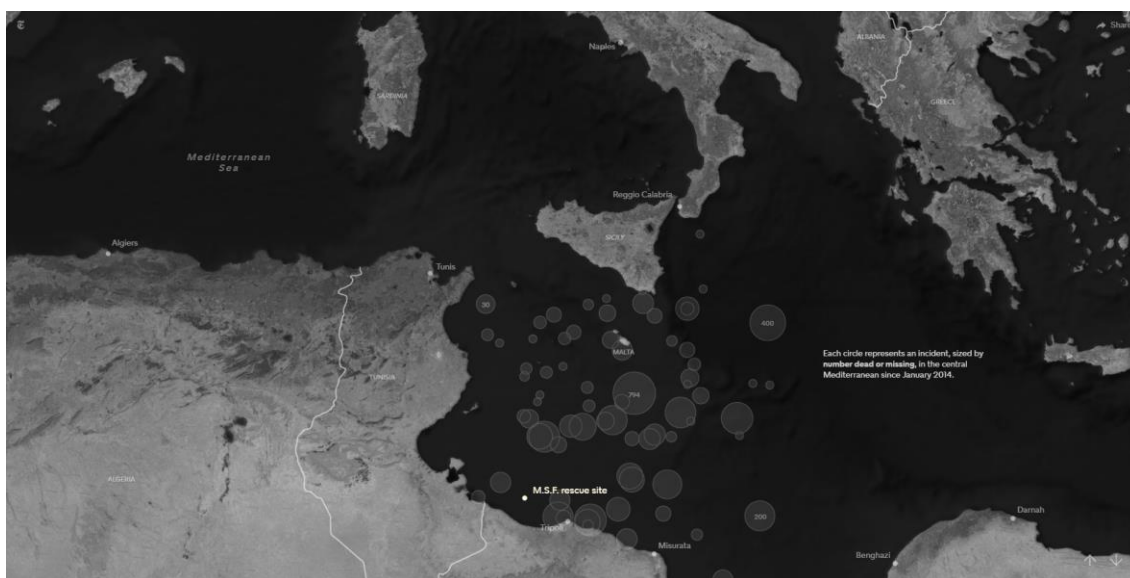 T
Share
ALBANIA
Naples
SARDINIA
GREECE
Mediterranean
Sea
Reggio Calabria
SICILY
Algiers
Tunis
30
400
MALTA
Each circle represents an incident, sized by
number dead or missing, in the central
Mediterranean since January 2014.
TUNISIA
794
ALGERIA
M.S.F. rescue site
Tripoli
200
Darnah
Misurata
Benghazi